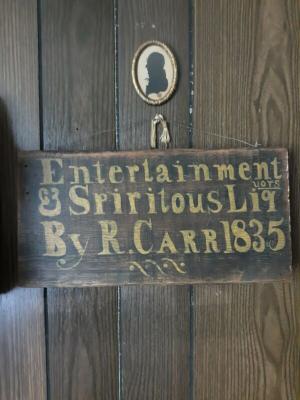 Entertainment
& Spiritous Liq uors
By R. Carr 1835